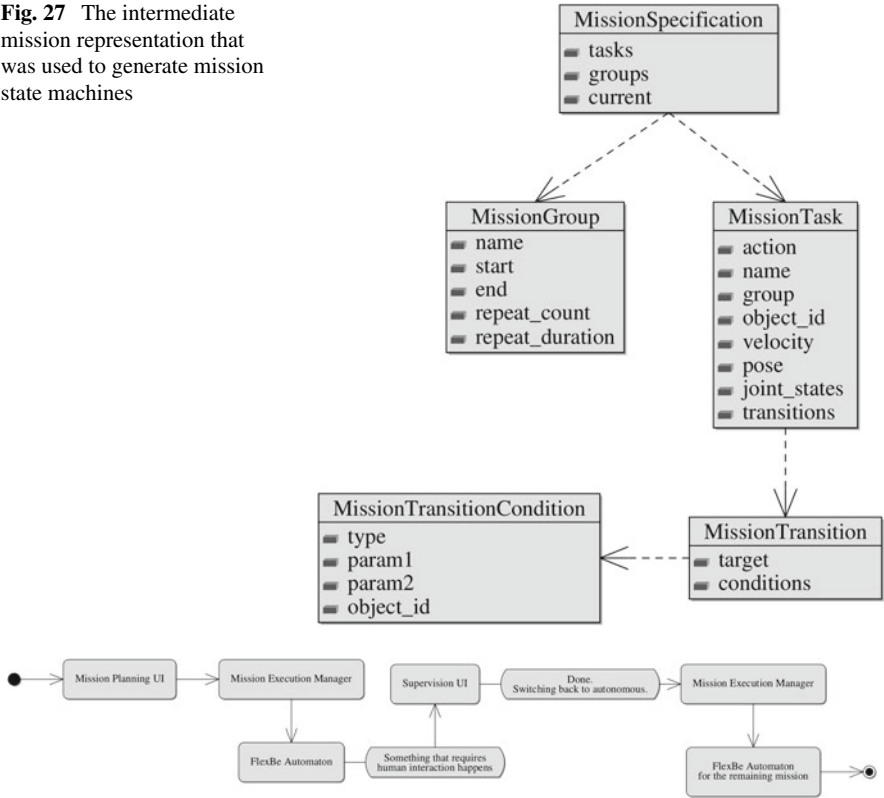 Fig. 27 The intermediate
mission representation that
was used to generate mission
state machines
MissionSpecification
tasks
groups
current
MissionGroup
name
start
end
repeat_count
repeat_duration
MissionTask
action
name
group
object_id
velocity
pose
joint_states
transitions
MissionTransitionCondition
type
param1
param2
object_id
MissionTransition
target
conditions
Mission Planning UI
Mission Execution Manager
FlexBe Automaton
Something that requires
human interaction happens
Supervision UI
Done.
Switching back to autonomous.
Mission Execution Manager
FlexBe Automaton
for the remaining mission